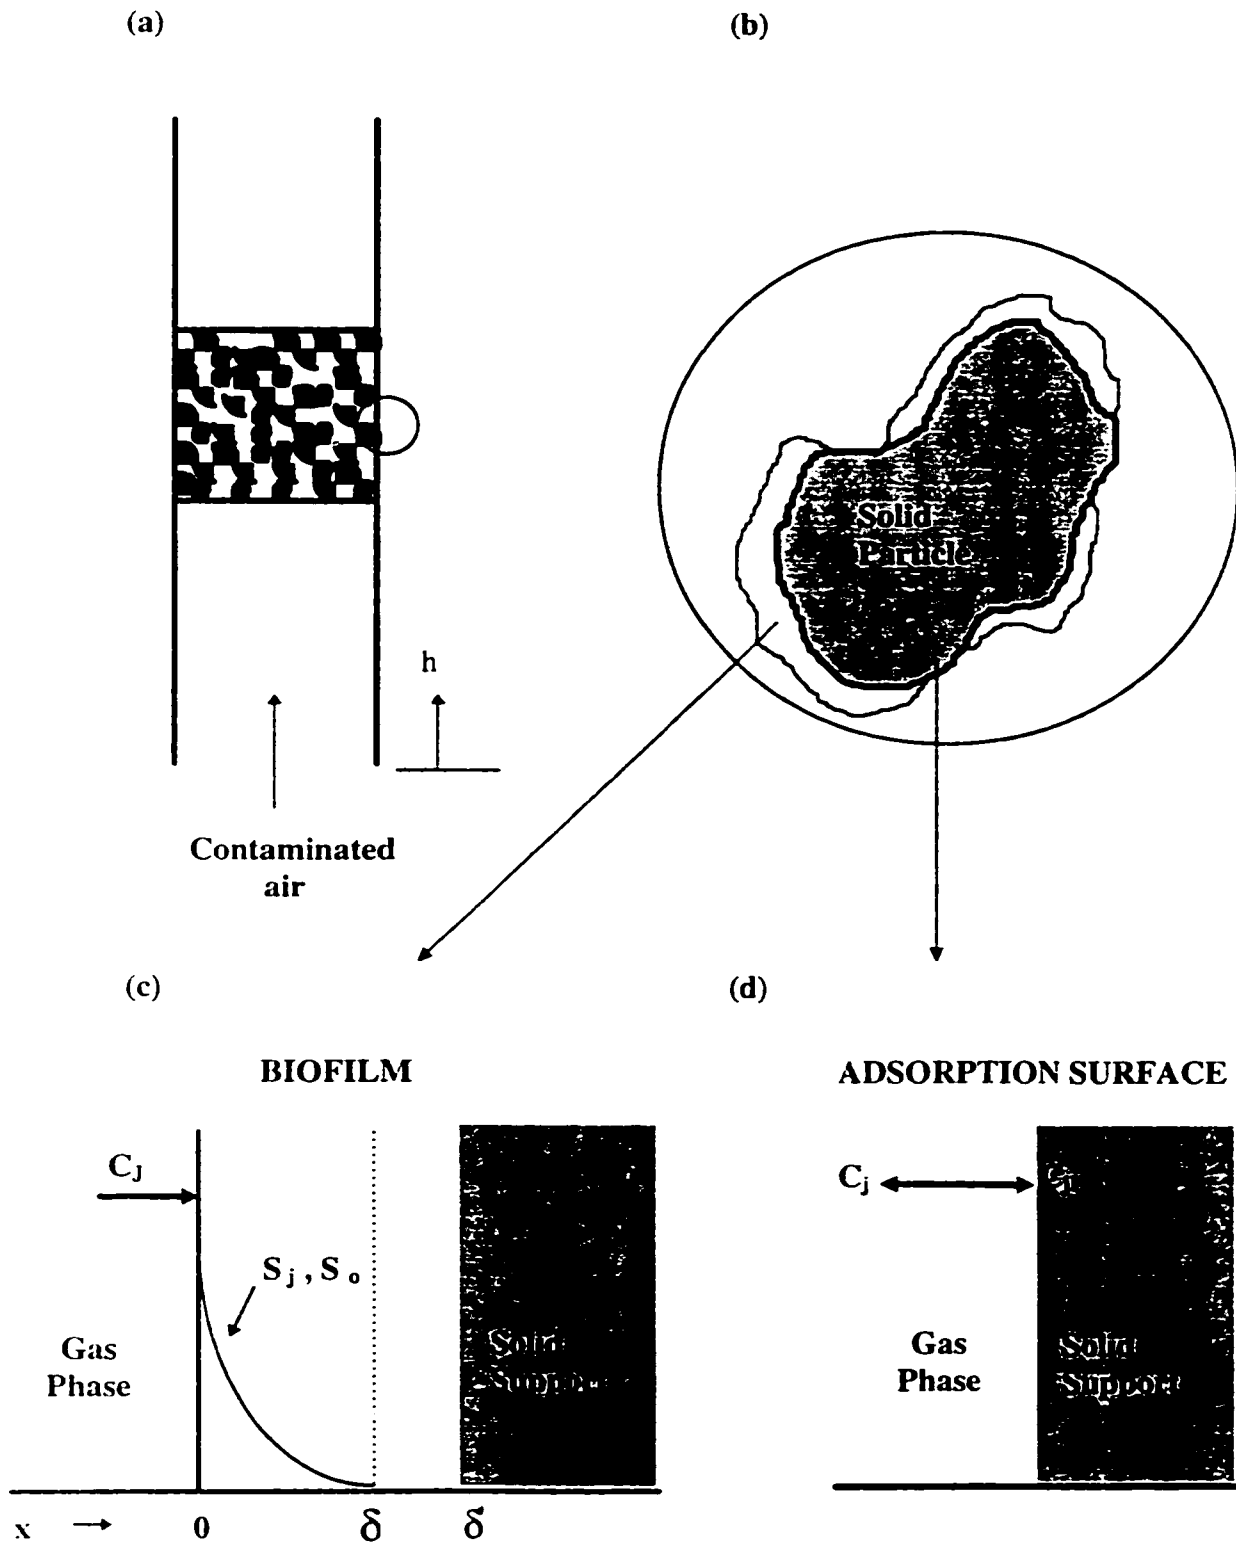 (a)
(b)
Solid
Particle
h
Contaminated
air
(c)
(d)
BIOFILM
ADSORPTION SURFACE
C_J
C_j
S_j, S_o
Gas
Phase
Solid
Support
Gas
Phase
Solid
Support
x → 0 δ δ